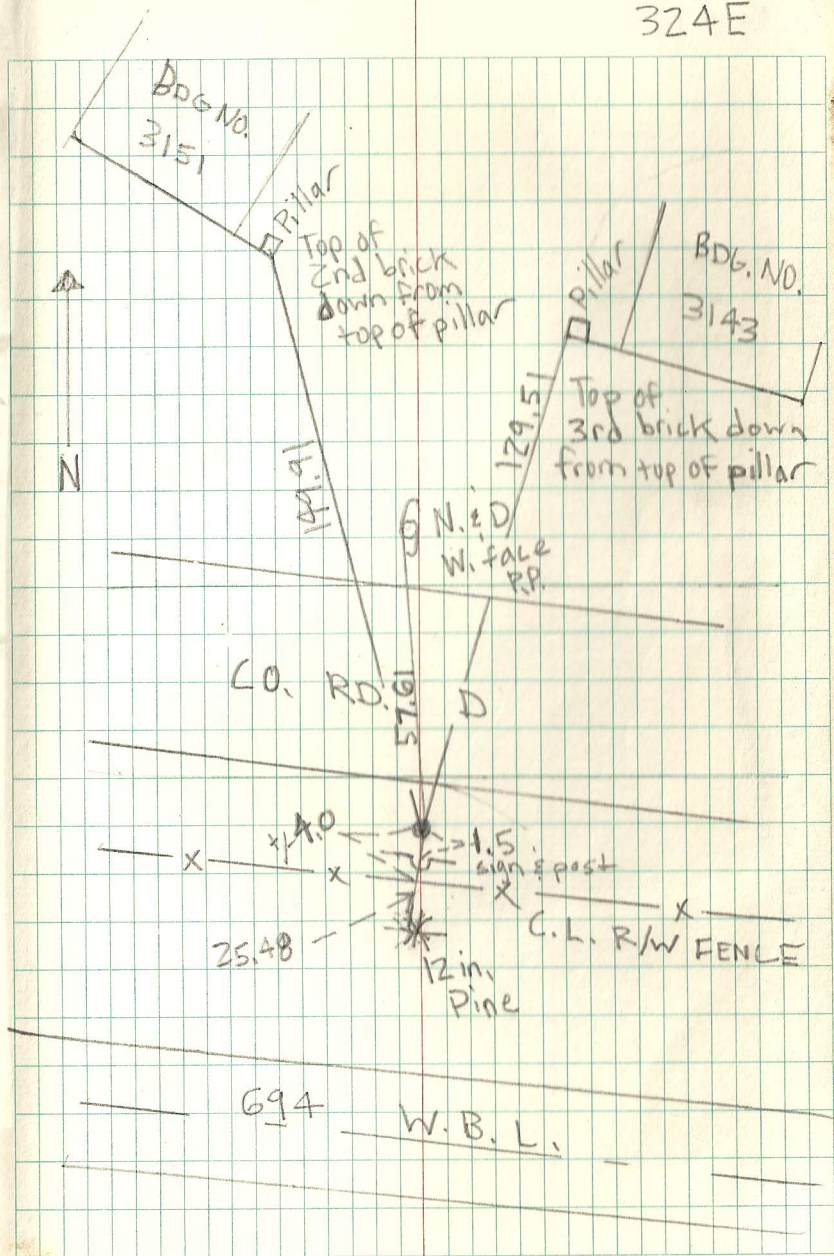 324E
BDG NO.
3151
Pillar
Top of
2nd brick
down from
top of pillar
Pillar
BDG. NO.
3143
Top of
3rd brick down
from top of pillar
129.51
149.91
N
N. & D
W. face
P.P.
CO. RD.
57.61
D
+/- 4.0
1.5
sign & post
x
x
x
x
C.L. R/W FENCE
25.48
12 in.
Pine
694
W. B. L.